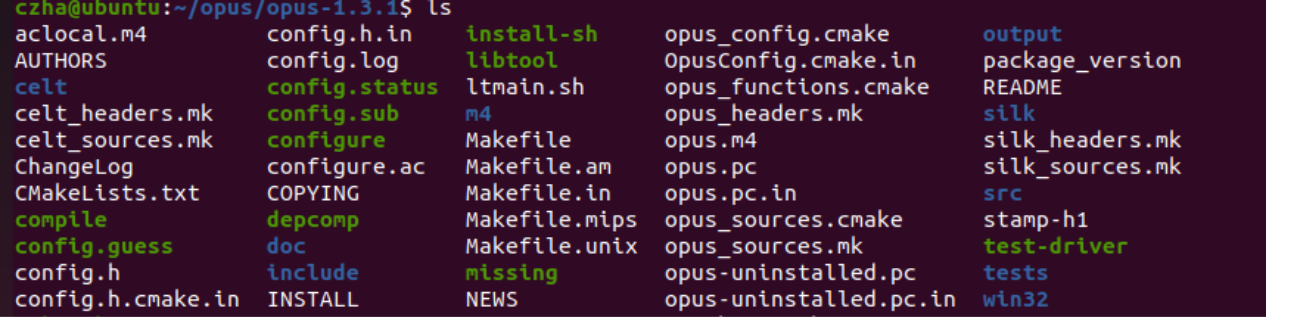 czha@ubuntu:~/opus/opus-1.3.1$ ls
aclocal.m4 config.h.in install-sh opus_config.cmake output
AUTHORS config.log libtool OpusConfig.cmake.in package_version
celt config.status ltmain.sh opus_functions.cmake README
celt_headers.mk config.sub m4 opus_headers.mk silk
celt_sources.mk configure Makefile opus.m4 silk_headers.mk
ChangeLog configure.ac Makefile.am opus.pc silk_sources.mk
CMakeLists.txt COPYING Makefile.in opus.pc.in src
compile depcomp Makefile.mips opus_sources.cmake stamp-h1
config.guess doc Makefile.unix opus_sources.mk test-driver
config.h include missing opus-uninstalled.pc tests
config.h.cmake.in INSTALL NEWS opus-uninstalled.pc.in win32